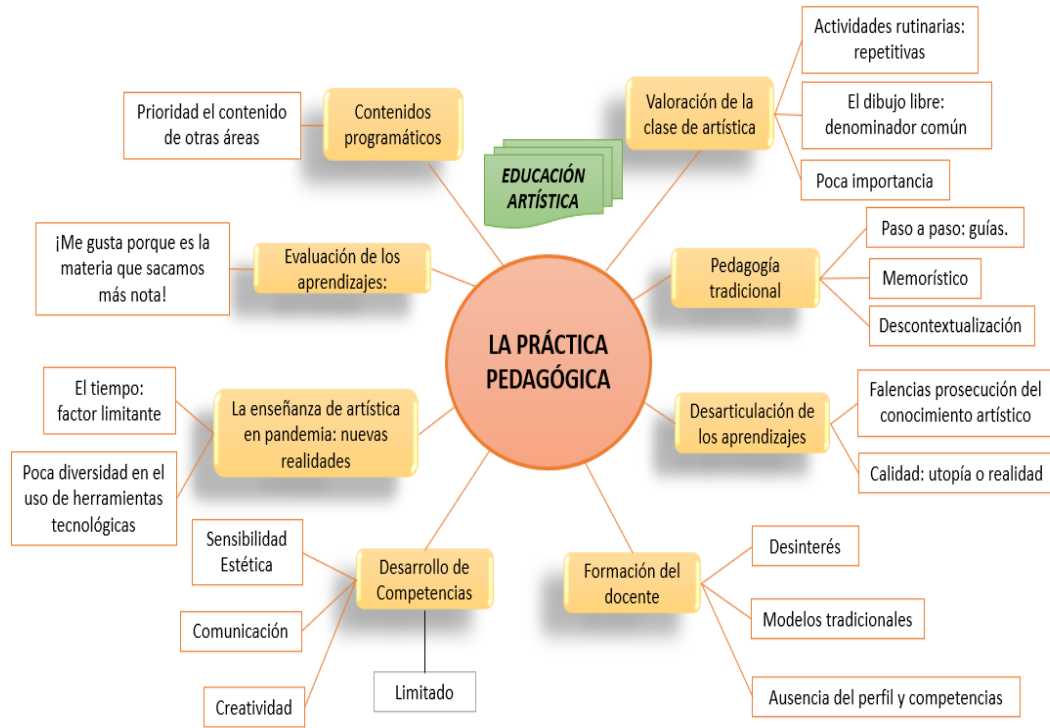 EDUCACIÓN
ARTÍSTICA
LA PRÁCTICA
PEDAGÓGICA
Contenidos
programáticos
Prioridad el contenido
de otras áreas
Valoración de la
clase de artística
Actividades rutinarias:
repetitivas
El dibujo libre:
denominador común
Poca importancia
Evaluación de los
aprendizajes:
¡Me gusta porque es la
materia que sacamos
más nota!
Pedagogía
tradicional
Paso a paso: guías.
Memorístico
Descontextualización
La enseñanza de artística
en pandemia: nuevas
realidades
El tiempo:
factor limitante
Poca diversidad en el
uso de herramientas
tecnológicas
Desarticulación de
los aprendizajes
Falencias prosecución del
conocimiento artístico
Calidad: utopía o realidad
Desarrollo de
Competencias
Sensibilidad
Estética
Comunicación
Creatividad
Limitado
Formación del
docente
Desinterés
Modelos tradicionales
Ausencia del perfil y competencias